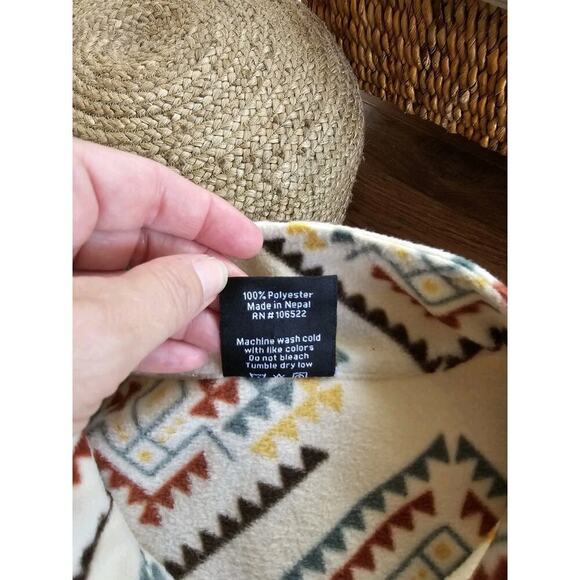 100% Polyester
Made in Nepal
RN #106522
Machine wash cold
with like colors
Do not bleach
Tumble dry low